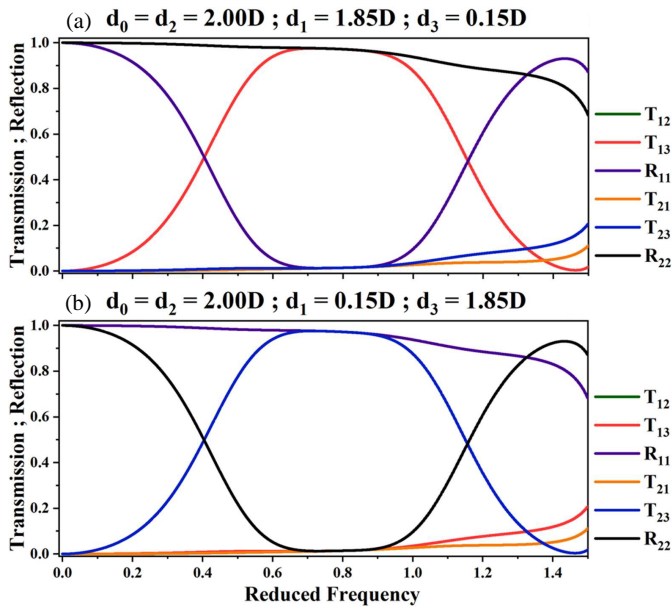 (a) d₀ = d₂ = 2.00D ; d₁ = 1.85D ; d₃ = 0.15D
Transmission ; Reflection
1.0
0.8
0.6
0.4
0.2
0.0
T₁₂
T₁₃
R₁₁
T₂₁
T₂₃
R₂₂
(b) d₀ = d₂ = 2.00D ; d₁ = 0.15D ; d₃ = 1.85D
Transmission ; Reflection
1.0
0.8
0.6
0.4
0.2
0.0
T₁₂
T₁₃
R₁₁
T₂₁
T₂₃
R₂₂
0.0 0.2 0.4 0.6 0.8 1.0 1.2 1.4
Reduced Frequency